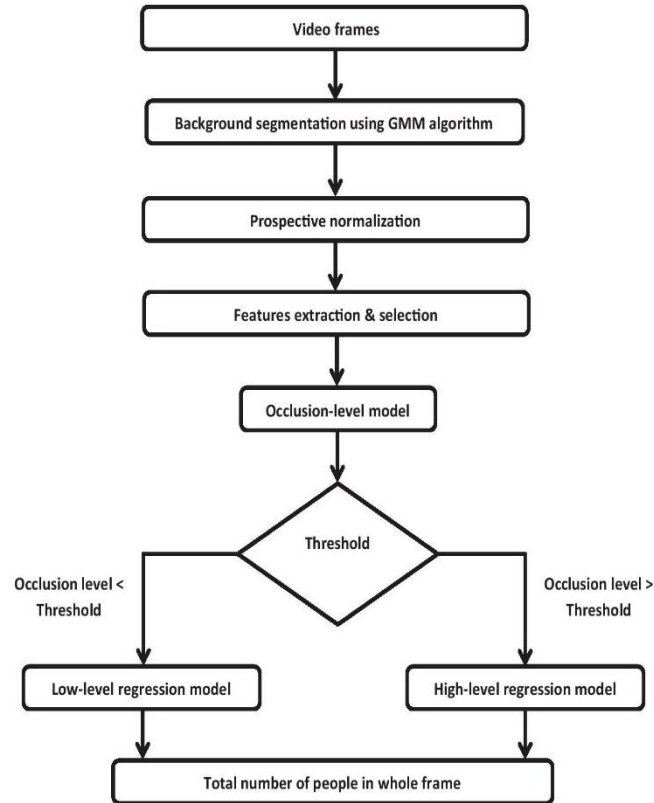 Video frames
Background segmentation using GMM algorithm
Prospective normalization
Features extraction & selection
Occlusion-level model
Threshold
Occlusion level <
Threshold
Occlusion level >
Threshold
Low-level regression model
High-level regression model
Total number of people in whole frame